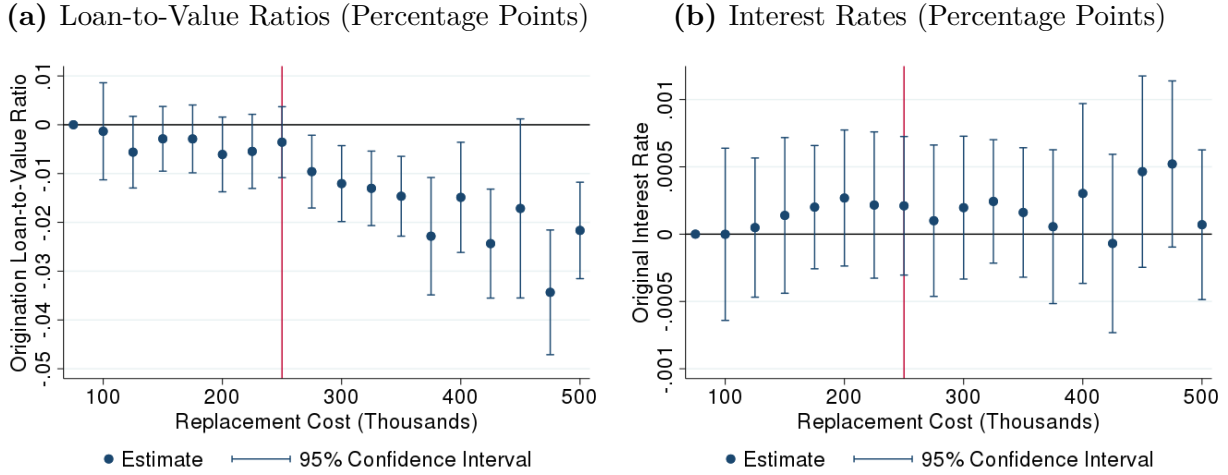 (a) Loan-to-Value Ratios (Percentage Points)
Origination Loan-to-Value Ratio
.01
0
-.01
-.02
-.03
-.04
-.05
100
200
300
400
500
Replacement Cost (Thousands)
Estimate
95% Confidence Interval
(b) Interest Rates (Percentage Points)
Original Interest Rate
.001
.0005
0
-.0005
-.001
100
200
300
400
500
Replacement Cost (Thousands)
Estimate
95% Confidence Interval